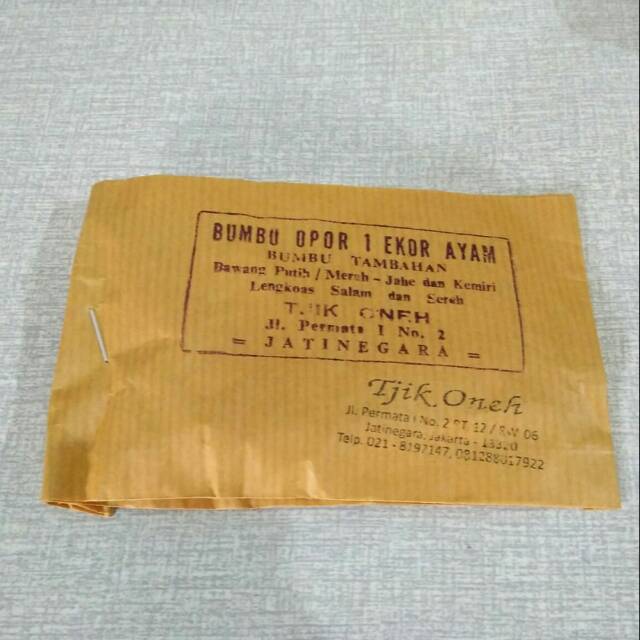 BUMBU OPOR 1 EKOR AYAM
BUMBU TAMBAHAN
Bawang Putih / Merah - Jahe dan Kemiri
Lengkoas Salam dan Sereh
TJIK ONEH
Jl. Permata I No. 2
= JATINEGARA =
Tjik Oneh
Jl. Permata I No. 2 RT 12 / RW 06
Jatinegara, Jakarta - 13320
Telp. 021 - 8197147, 081288017922